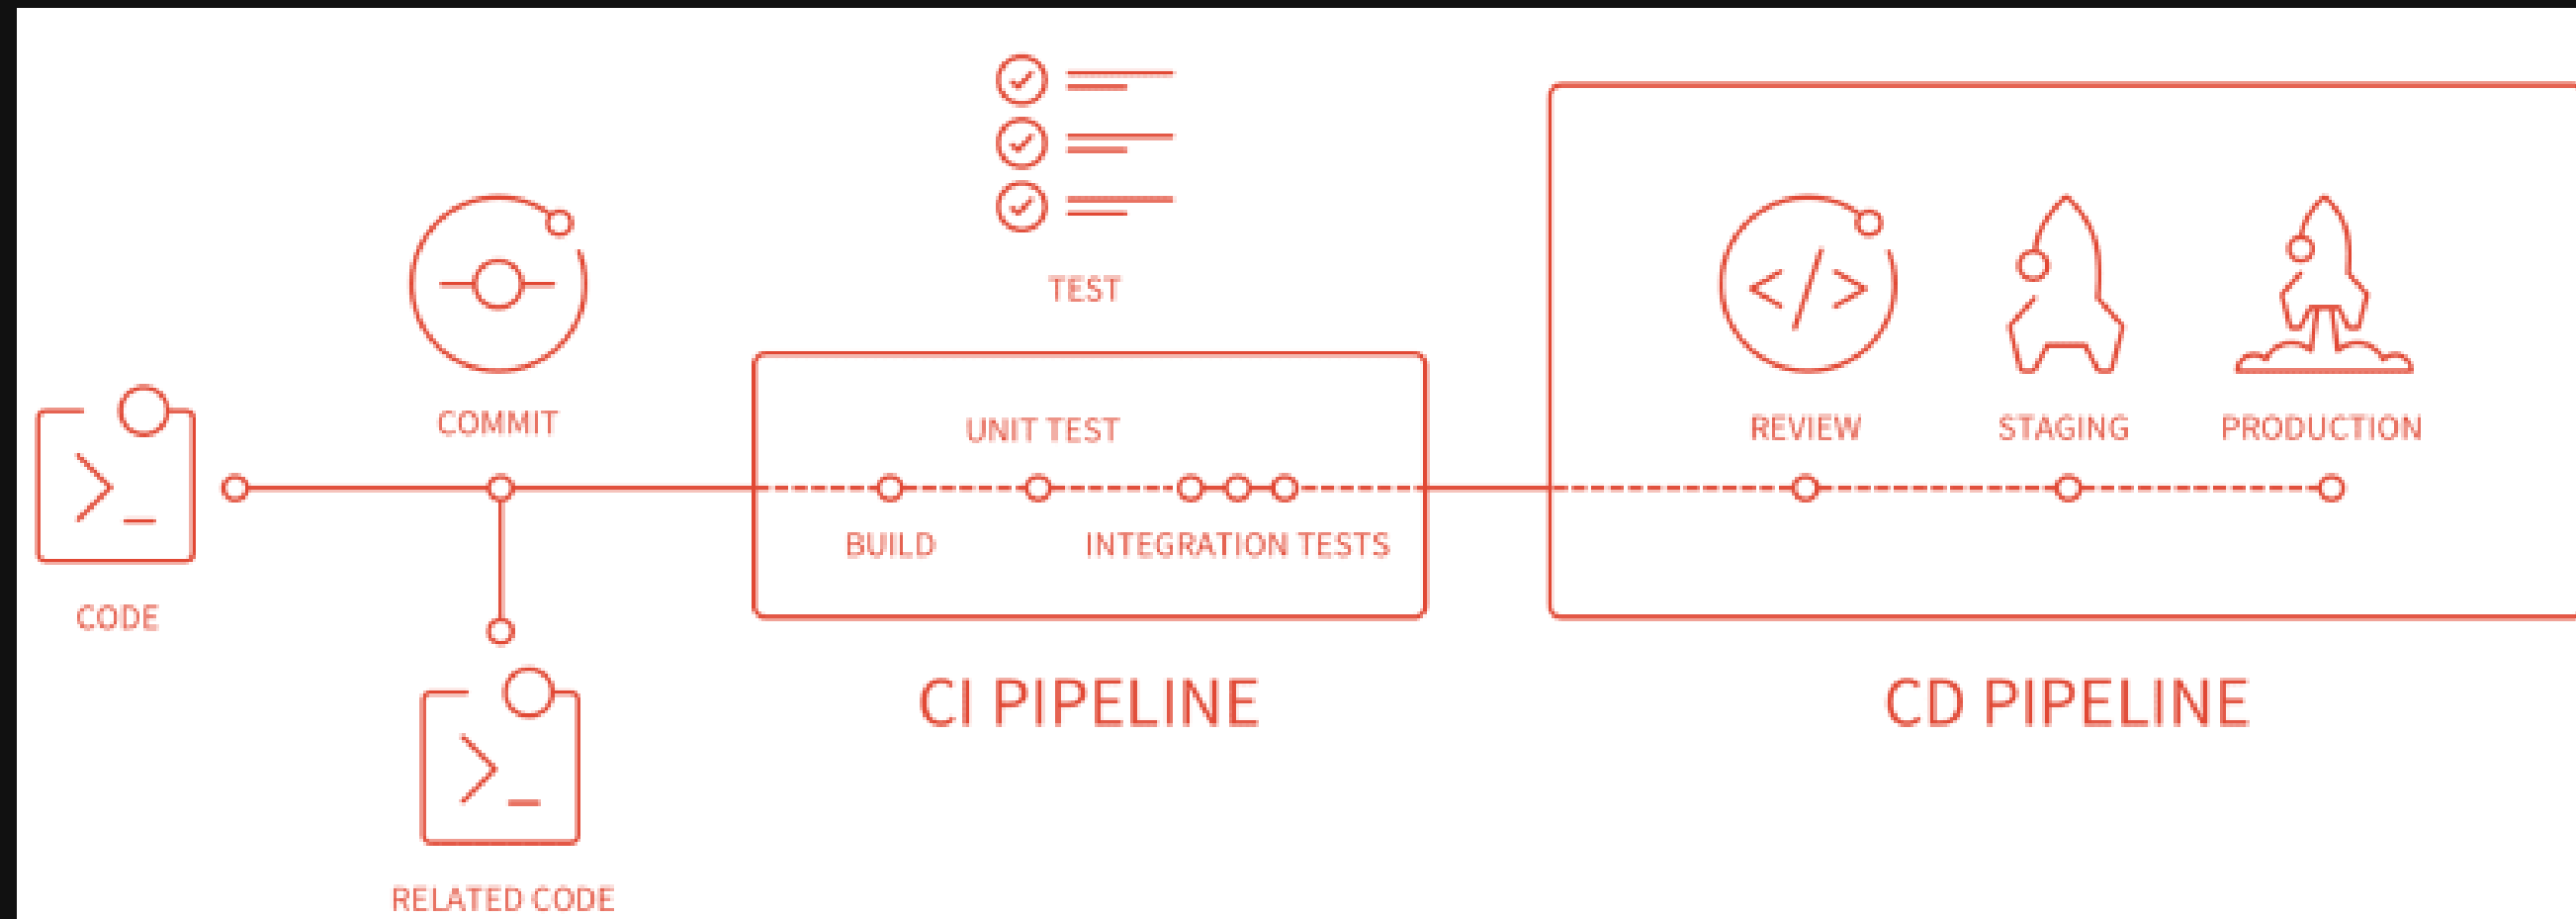 TEST
COMMIT
UNIT TEST
REVIEW
STAGING
PRODUCTION
BUILD
INTEGRATION TESTS
CODE
CI PIPELINE
CD PIPELINE
RELATED CODE